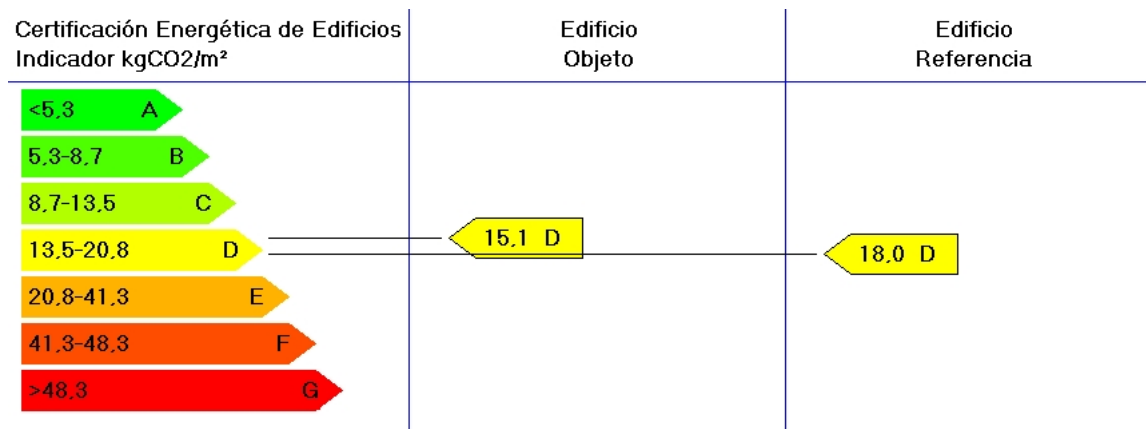 Certificación Energética de Edificios
Indicador kgCO2/m²
Edificio
Objeto
Edificio
Referencia
<5,3 A
5,3-8,7 B
8,7-13,5 C
13,5-20,8 D
15,1 D
18,0 D
20,8-41,3 E
41,3-48,3 F
>48,3 G